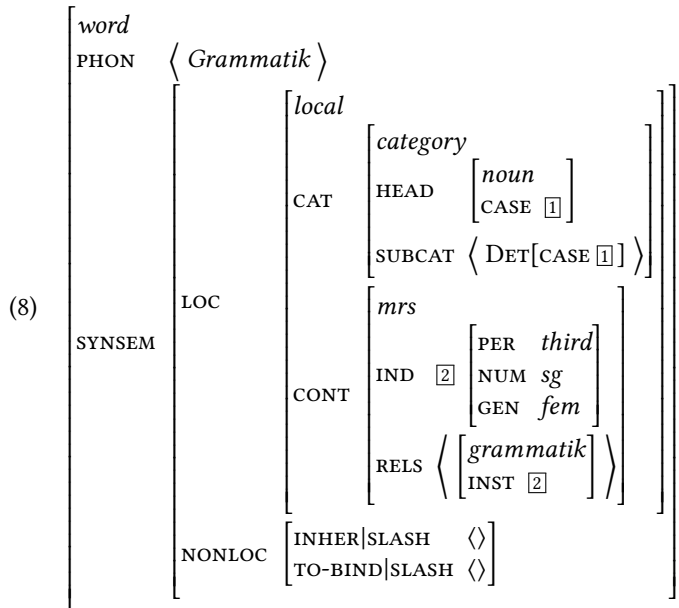 word
PHON ⟨ Grammatik ⟩
local
category
HEAD noun
CASE 1
CAT
SUBCAT ⟨ DET[CASE 1] ⟩
(8) SYNSEM LOC
mrs
IND 2 PER third
NUM sg
GEN fem
CONT
RELS ⟨ grammatik
INST 2 ⟩
NONLOC INHER|SLASH ⟨⟩
TO-BIND|SLASH ⟨⟩